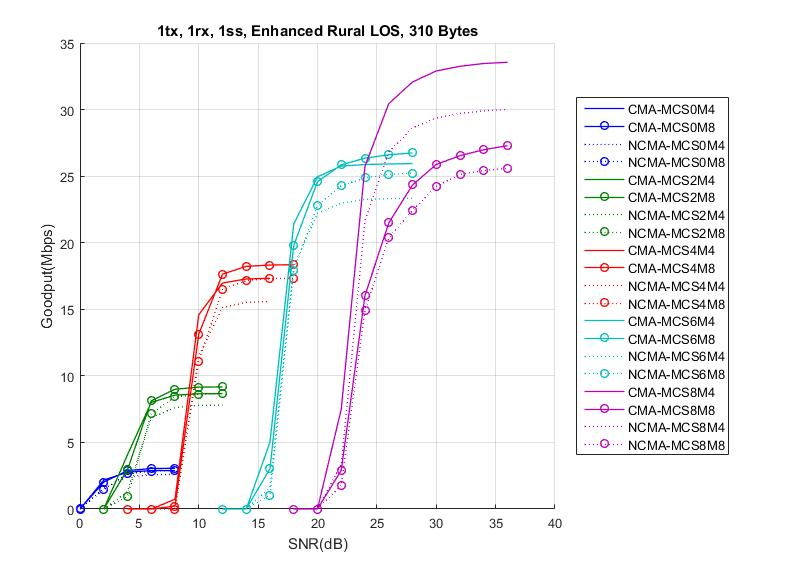 1tx, 1rx, 1ss, Enhanced Rural LOS, 310 Bytes
Goodput(Mbps)
35
30
25
20
15
10
5
0
0 5 10 15 20 25 30 35 40
SNR(dB)
CMA-MCS0M4
CMA-MCS0M8
NCMA-MCS0M4
NCMA-MCS0M8
CMA-MCS2M4
CMA-MCS2M8
NCMA-MCS2M4
NCMA-MCS2M8
CMA-MCS4M4
CMA-MCS4M8
NCMA-MCS4M4
NCMA-MCS4M8
CMA-MCS6M4
CMA-MCS6M8
NCMA-MCS6M4
NCMA-MCS6M8
CMA-MCS8M4
CMA-MCS8M8
NCMA-MCS8M4
NCMA-MCS8M8